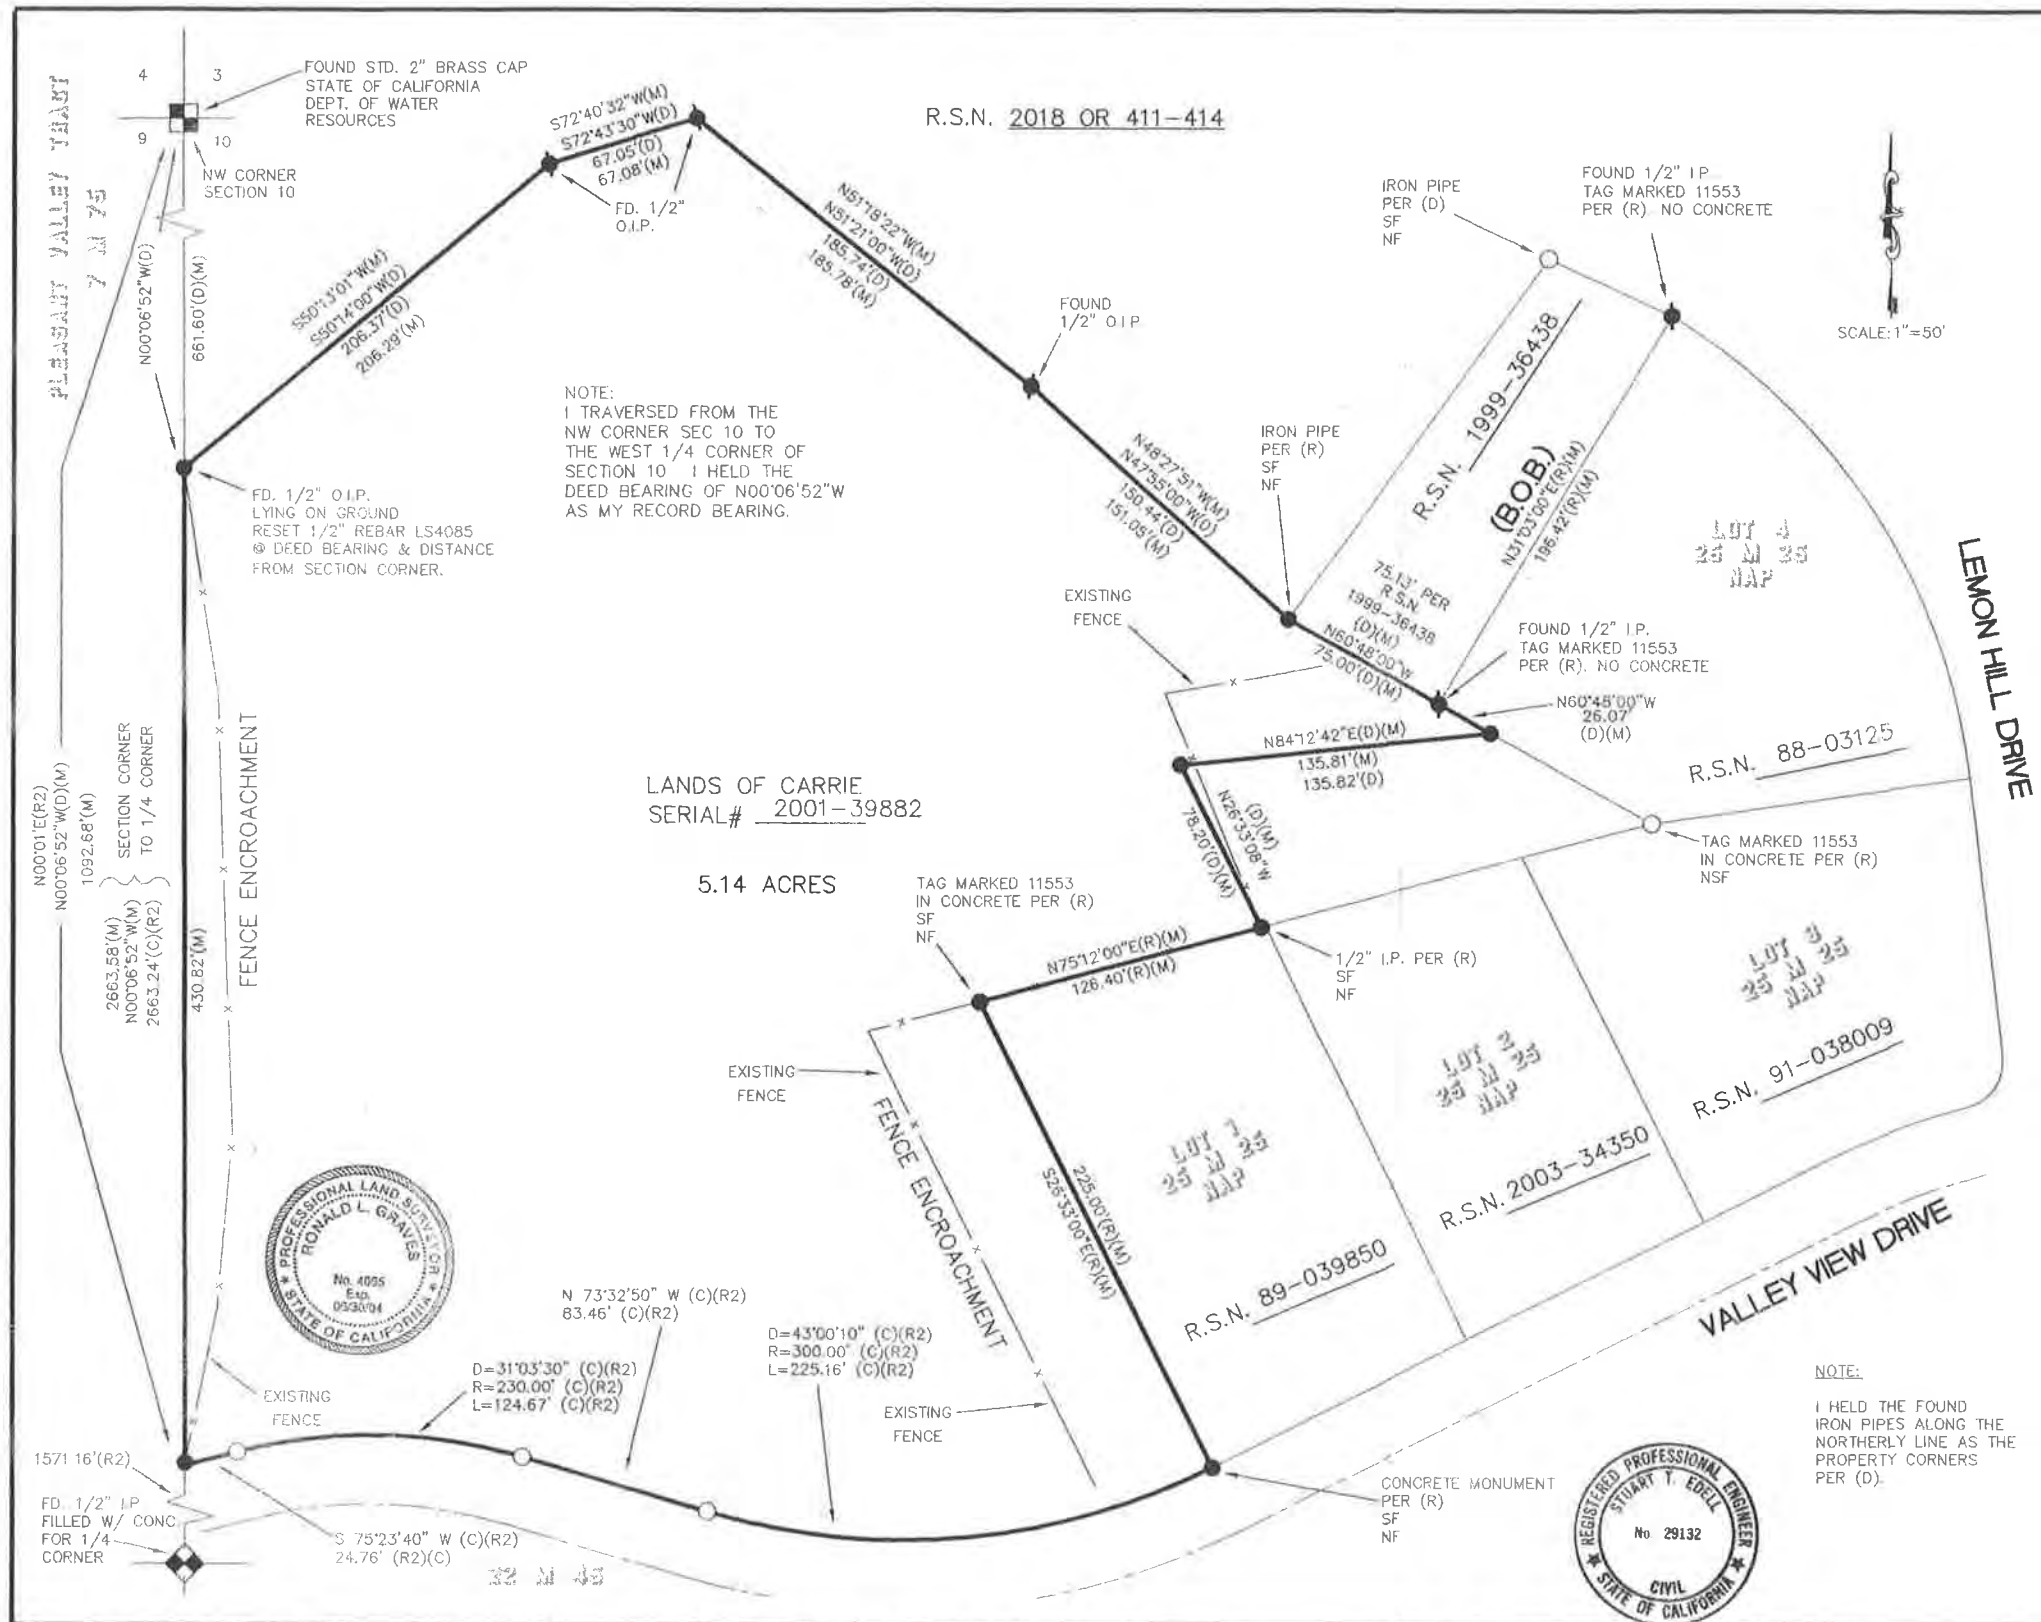 4
3
9
10
FOUND STD. 2" BRASS CAP
STATE OF CALIFORNIA
DEPT. OF WATER
RESOURCES
NW CORNER
SECTION 10
PLEASANT VALLEY TRACT
7 M 75
N00°06'52"W(D)
661.60'(D)(M)
S72°40'32"W(M)
S72°43'30"W(D)
67.05'(D)
67.08'(M)
FD. 1/2"
O.I.P.
R.S.N. 2018 OR 411-414
S50°13'01"W(M)
S50°14'00"W(D)
206.37'(D)
206.29'(M)
N51°18'22"W(M)
N51°21'00"W(D)
185.74'(D)
185.78'(M)
FOUND
1/2" O.I.P
IRON PIPE
PER (D)
SF
NF
FOUND 1/2" I.P
TAG MARKED 11553
PER (R) NO CONCRETE
SCALE: 1"=50'
NOTE:
I TRAVERSED FROM THE
NW CORNER SEC 10 TO
THE WEST 1/4 CORNER OF
SECTION 10 I HELD THE
DEED BEARING OF N00°06'52"W
AS MY RECORD BEARING.
FD. 1/2" O.I.P.
LYING ON GROUND
RESET 1/2" REBAR LS4085
@ DEED BEARING & DISTANCE
FROM SECTION CORNER.
IRON PIPE
PER (R)
SF
NF
N48°27'51"W(M)
N47°55'00"W(D)
150.44'(D)
151.05'(M)
R.S.N. 1999-36438
(B.O.B.)
N31°03'00"E(R)(M)
196.42'(R)(M)
LOT 4
25 M 25
NAP
LEMON HILL DRIVE
75.13' PER
R.S.N.
1999-36438
(D)(M)
N60°48'00"W
75.00'(D)(M)
EXISTING
FENCE
FOUND 1/2" I.P.
TAG MARKED 11553
PER (R). NO CONCRETE
N60°48'00"W
26.07'
(D)(M)
R.S.N. 88-03125
N84°12'42"E(D)(M)
135.81'(M)
135.82'(D)
(D)(M)
N26°33'08"W
78.20'(D)(M)
TAG MARKED 11553
IN CONCRETE PER (R)
NSF
LANDS OF CARRIE
SERIAL# 2001-39882
5.14 ACRES
TAG MARKED 11553
IN CONCRETE PER (R)
SF
NF
N75°12'00"E(R)(M)
126.40'(R)(M)
1/2" I.P. PER (R)
SF
NF
N00°01'E(R2)
N00°06'52"W(D)(M)
1092.68'(M)
SECTION CORNER
TO 1/4 CORNER
2663.58'(M)
N00°06'52"W(M)
2663.24'(C)(R2)
430.82'(M)
FENCE ENCROACHMENT
EXISTING
FENCE
FENCE ENCROACHMENT
225.00'(R)(M)
S26°33'00"E(R)(M)
LOT 1
25 M 25
NAP
LOT 2
25 M 25
NAP
LOT 3
25 M 25
NAP
R.S.N. 89-039850
R.S.N. 2003-34350
R.S.N. 91-038009
VALLEY VIEW DRIVE
PROFESSIONAL LAND SURVEYOR
RONALD L. GRAVES
Exp.
STATE OF CALIFORNIA
N 73°32'50" W (C)(R2)
83.46' (C)(R2)
D=31°03'30" (C)(R2)
R=230.00' (C)(R2)
L=124.67' (C)(R2)
D=43°00'10" (C)(R2)
R=300.00' (C)(R2)
L=225.16' (C)(R2)
EXISTING
FENCE
EXISTING
FENCE
1571.16'(R2)
FD. 1/2" I.P
FILLED W/ CONC
FOR 1/4
CORNER
S 75°23'40" W (C)(R2)
24.76' (R2)(C)
CONCRETE MONUMENT
PER (R)
SF
NF
NOTE:
I HELD THE FOUND
IRON PIPES ALONG THE
NORTHERLY LINE AS THE
PROPERTY CORNERS
PER (D).
REGISTERED PROFESSIONAL ENGINEER
STUART T. EDELL
No 29132
CIVIL
STATE OF CALIFORNIA